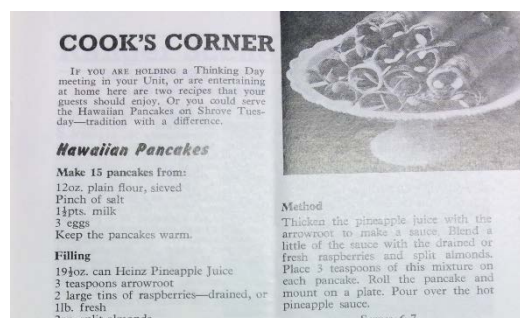 COOK'S CORNER
IF YOU ARE HOLDING a Thinking Day
meeting in your Unit, or are entertaining
at home here are two recipes that your
guests should enjoy. Or you could serve
the Hawaiian Pancakes on Shrove Tues-
day—tradition with a difference.
Hawaiian Pancakes
Make 15 pancakes from:
12oz. plain flour, sieved
Pinch of salt
1½pts. milk
3 eggs
Keep the pancakes warm.
Filling
19½oz. can Heinz Pineapple Juice
3 teaspoons arrowroot
2 large tins of raspberries—drained, or
1lb. fresh
split almonds
Method
Thicken the pineapple juice with the
arrowroot to make a sauce. Blend a
little of the sauce with the drained or
fresh raspberries and split almonds.
Place 3 teaspoons of this mixture on
each pancake. Roll the pancake and
mount on a plate. Pour over the hot
pineapple sauce.